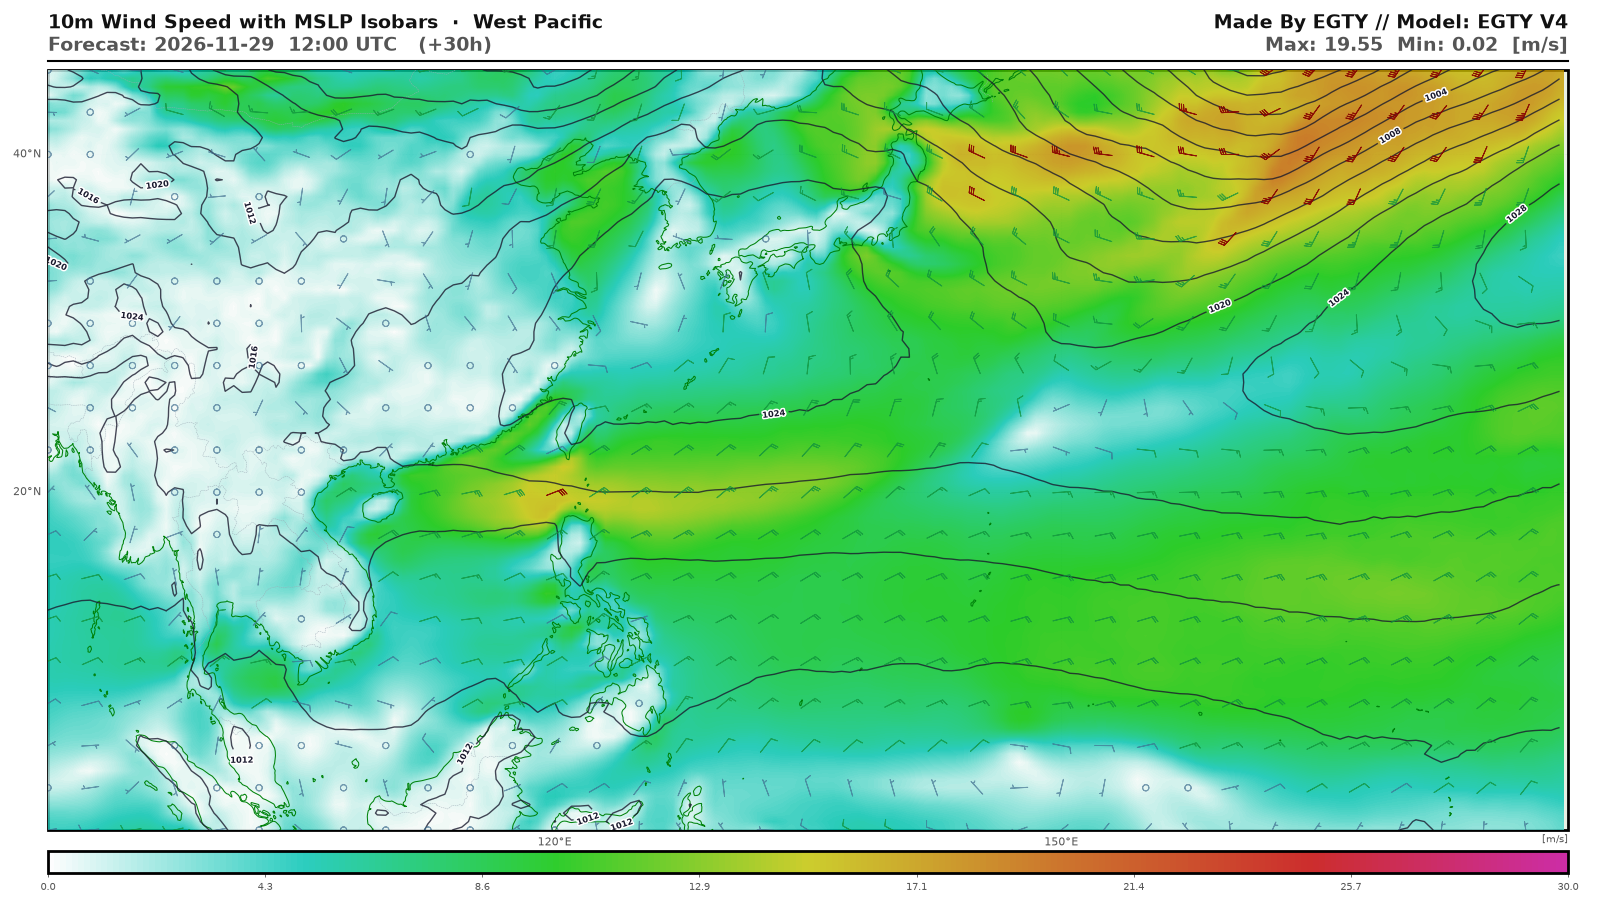 10m Wind Speed with MSLP Isobars · West Pacific
Made By EGTY // Model: EGTY V4
Forecast: 2026-11-29 12:00 UTC (+30h)
Max: 19.55 Min: 0.02 [m/s]
1004
1008
40°N
1020
1016
1012
1028
1020
1024
1020
1024
1016
1024
20°N
1012
1012
1012
1012
120°E
150°E
[m/s]
0.0
4.3
8.6
12.9
17.1
21.4
25.7
30.0